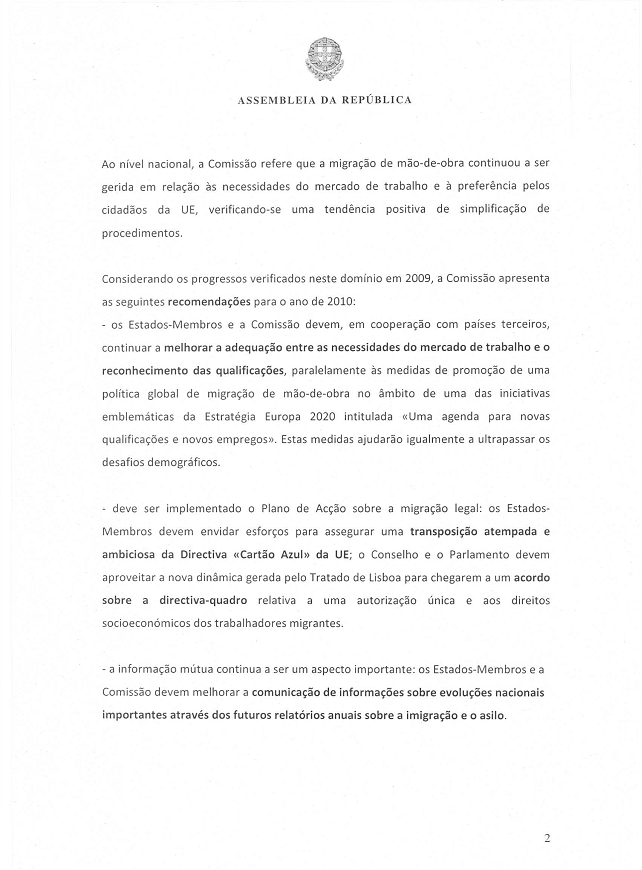 ASSEMBLEIA DA REPÚBLICA
Ao nível nacional, a Comissão refere que a migração de mão-de-obra continuou a ser
gerida em relação às necessidades do mercado de trabalho e à preferência pelos
cidadãos da UE, verificando-se uma tendência positiva de simplificação de
procedimentos.
Considerando os progressos verificados neste domínio em 2009, a Comissão apresenta
as seguintes recomendações para o ano de 2010:
- os Estados-Membros e a Comissão devem, em cooperação com países terceiros,
continuar a melhorar a adequação entre as necessidades do mercado de trabalho e o
reconhecimento das qualificações, paralelamente às medidas de promoção de uma
política global de migração de mão-de-obra no âmbito de uma das iniciativas
emblemáticas da Estratégia Europa 2020 intitulada «Uma agenda para novas
qualificações e novos empregos». Estas medidas ajudarão igualmente a ultrapassar os
desafios demográficos.
- deve ser implementado o Plano de Acção sobre a migração legal: os Estados-
Membros devem envidar esforços para assegurar uma transposição atempada e
ambiciosa da Directiva «Cartão Azul» da UE; o Conselho e o Parlamento devem
aproveitar a nova dinâmica gerada pelo Tratado de Lisboa para chegarem a um acordo
sobre a directiva-quadro relativa a uma autorização única e aos direitos
socioeconómicos dos trabalhadores migrantes.
- a informação mútua continua a ser um aspecto importante: os Estados-Membros e a
Comissão devem melhorar a comunicação de informações sobre evoluções nacionais
importantes através dos futuros relatórios anuais sobre a imigração e o asilo.
2